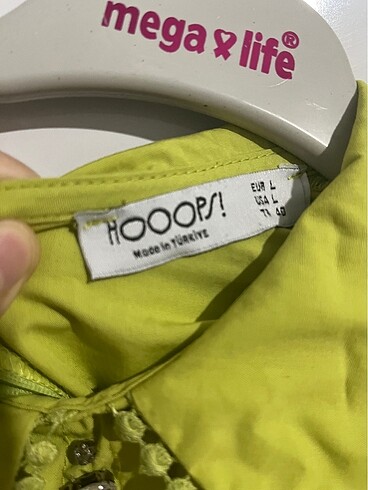 mega life®
HOOOPS!
Made in TÜRKİYE
EUR L
USA L
TR 40